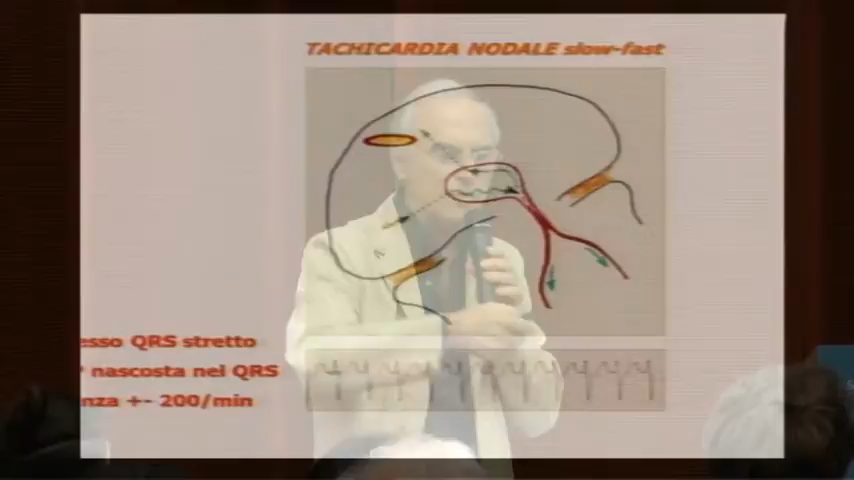 TACHICARDIA NODALE slow-fast
esso QRS stretto
nascosta nel QRS
nza +- 200/min